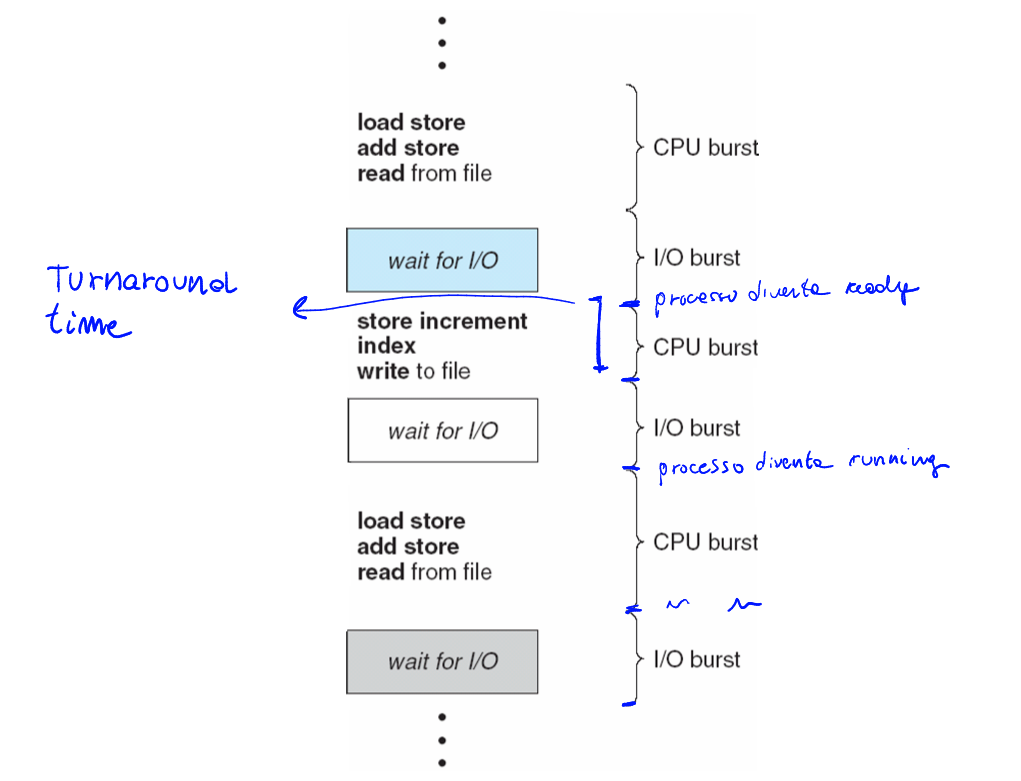 load store
add store
read from file
CPU burst
wait for I/O
I/O burst
Turnaround
time
processo diventa ready
store increment
index
write to file
CPU burst
wait for I/O
I/O burst
processo diventa running
load store
add store
read from file
CPU burst
wait for I/O
I/O burst